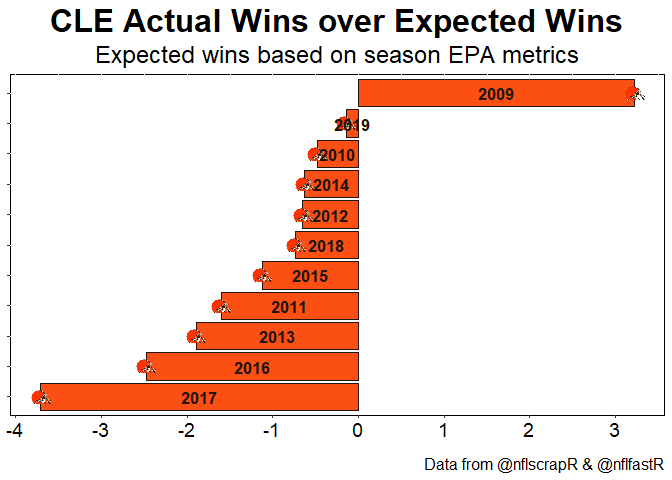 CLE Actual Wins over Expected Wins
Expected wins based on season EPA metrics
2009
2019
2010
2014
2012
2018
2015
2011
2013
2016
2017
-4 -3 -2 -1 0 1 2 3
Data from @nflscrapR & @nflfastR